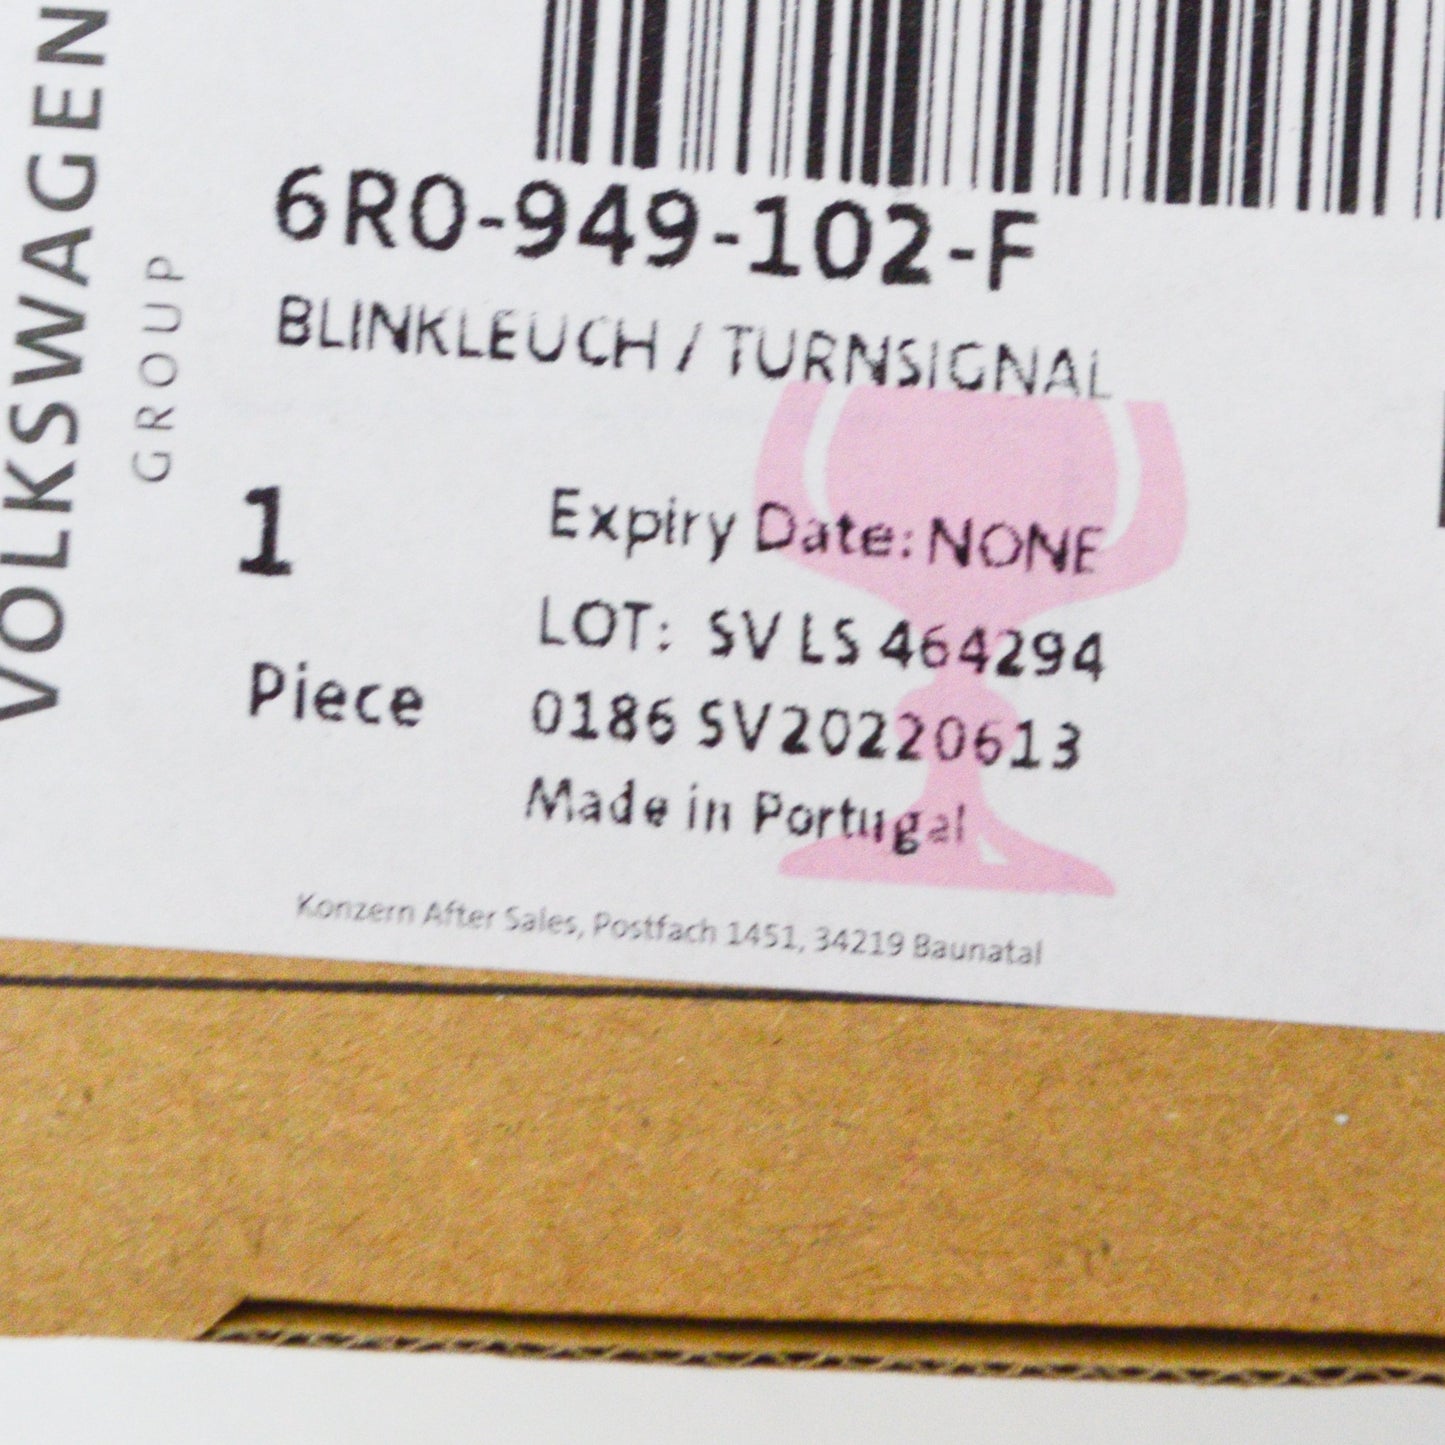 VOLKSWAGEN
GROUP
6R0-949-102-F
BLINKLEUCH / TURNSIGNAL
1
Piece
Expiry Date: NONE
LOT: SV LS 464294
0186 SV20220613
Made in Portugal
Konzern After Sales, Postfach 1451, 34219 Baunatal